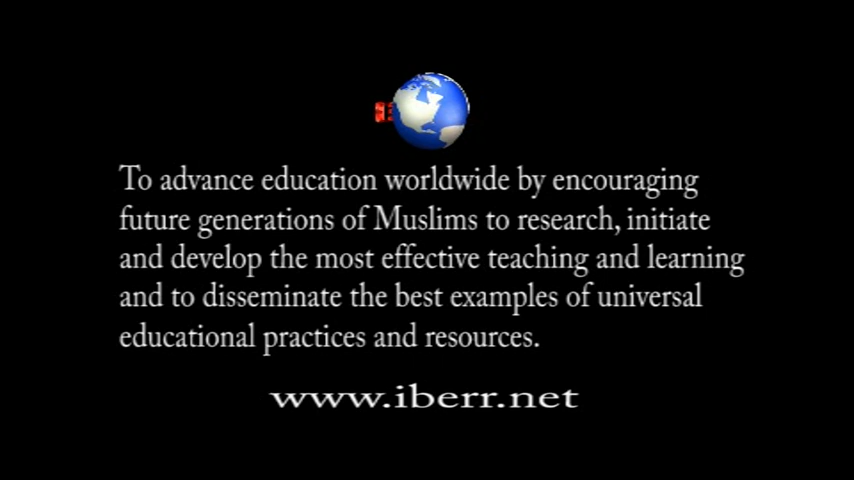 To advance education worldwide by encouraging
future generations of Muslims to research, initiate
and develop the most effective teaching and learning
and to disseminate the best examples of universal
educational practices and resources.
www.iberr.net